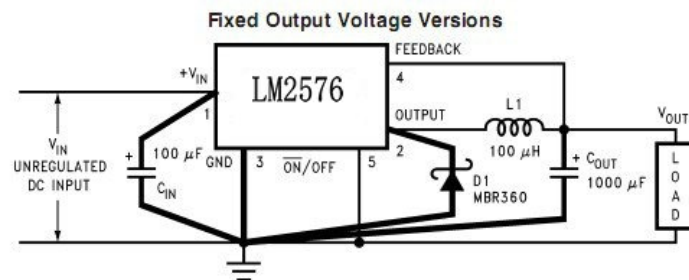 Fixed Output Voltage Versions
FEEDBACK
+VIN
4
LM2576
L1
OUTPUT
VOUT
1
2
VIN
UNREGULATED
DC INPUT
+
100 μF
CIN
GND
3
ON/OFF
5
100 μH
D1
MBR360
+
COUT
1000 μF
LOAD